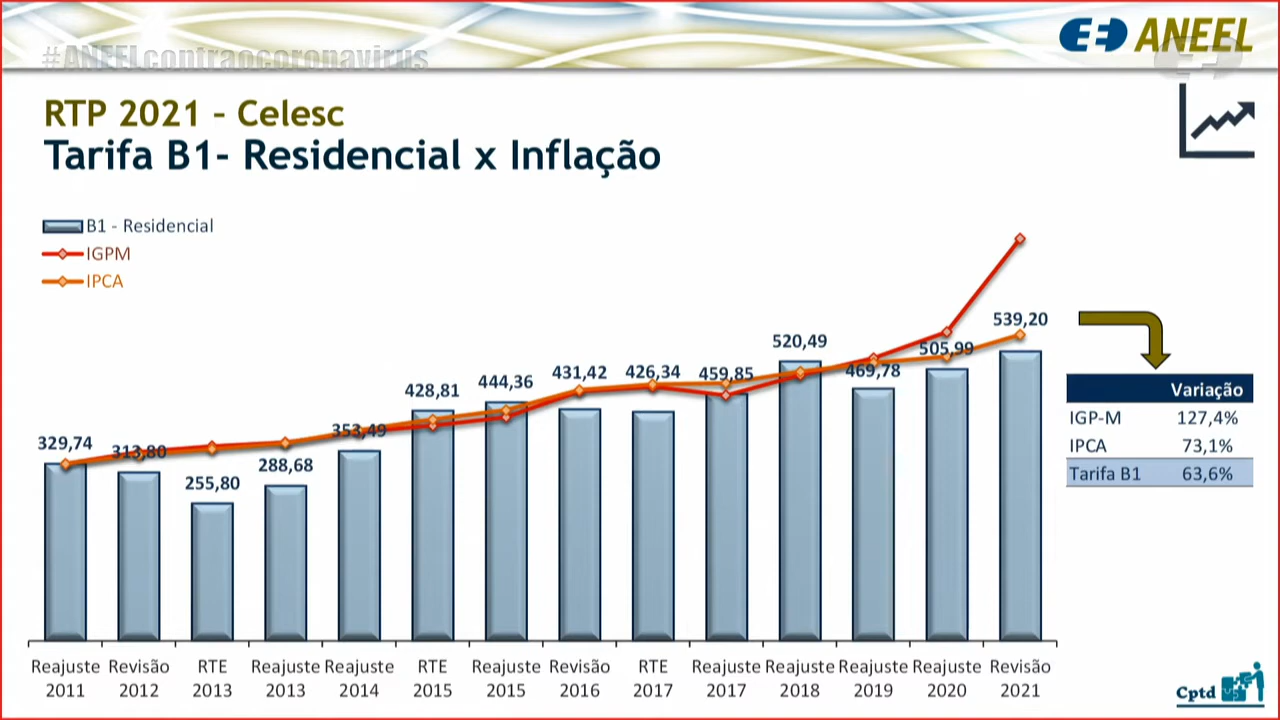 #ANEELcontraocoronavirus
ANEEL
RTP 2021 – Celesc
Tarifa B1- Residencial x Inflação
B1 - Residencial
IGPM
IPCA
329,74
313,80
255,80
288,68
353,49
428,81
444,36
431,42
426,34
459,85
520,49
469,78
505,99
539,20
Variação
IGP-M 127,4%
IPCA 73,1%
Tarifa B1 63,6%
Reajuste 2011
Revisão 2012
RTE 2013
Reajuste 2013
Reajuste 2014
RTE 2015
Reajuste 2015
Revisão 2016
RTE 2017
Reajuste 2017
Reajuste 2018
Reajuste 2019
Reajuste 2020
Revisão 2021
Cptd